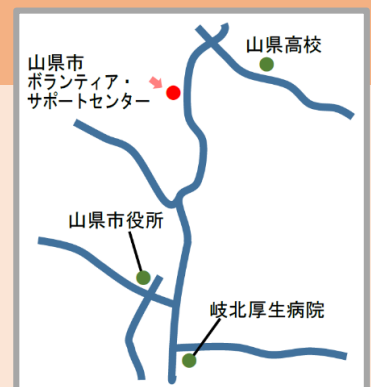 山県市
ボランティア・
サポートセンター
山県高校
山県市役所
岐北厚生病院